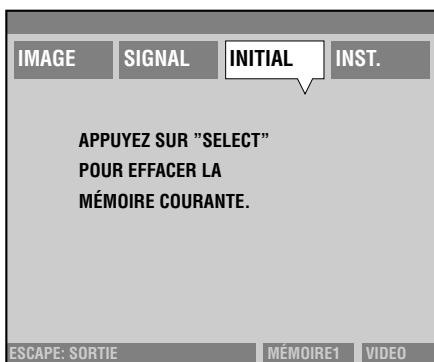 IMAGE SIGNAL INITIAL INST.
APPUYEZ SUR ”SELECT”
POUR EFFACER LA
MÉMOIRE COURANTE.
ESCAPE: SORTIE MÉMOIRE1 VIDEO